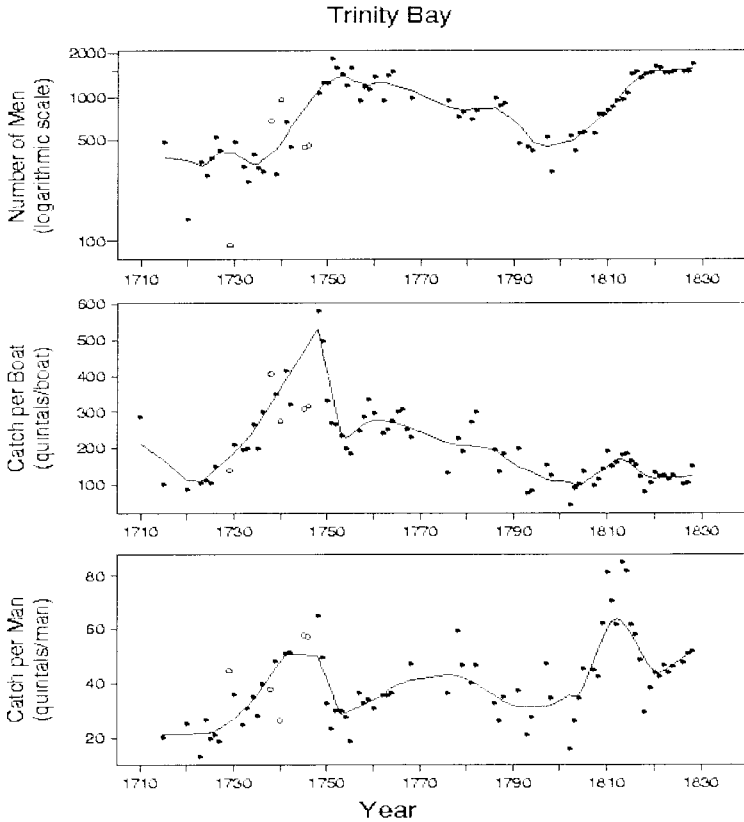 Trinity Bay
Number of Men
(logarithmic scale)
2000
1000
500
100
1710 1730 1750 1770 1790 1810 1830
Catch per Boat
(quintals/boat)
600
500
400
300
200
100
1710 1730 1750 1770 1790 1810 1830
Catch per Man
(quintals/man)
80
60
40
20
1710 1730 1750 1770 1790 1810 1830
Year